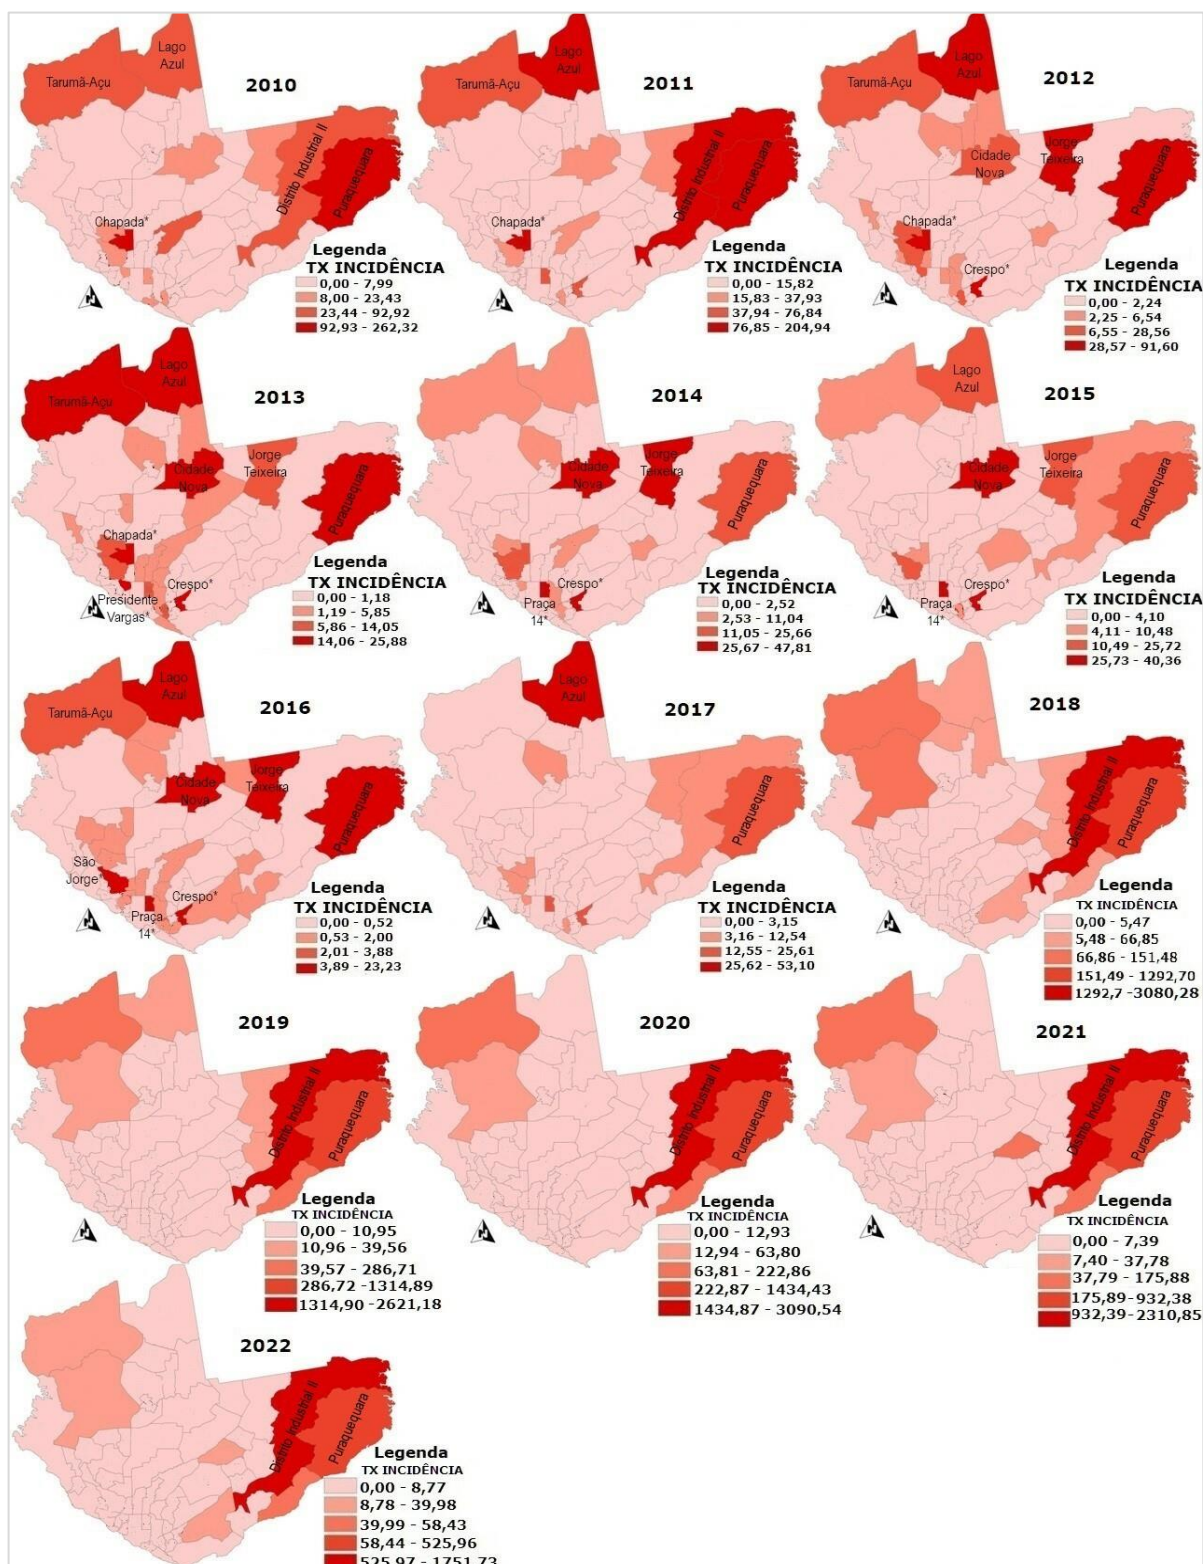 Lago
Azul
Tarumã-Açu
2010
Distrito Industrial II
Puraquequara
Chapada*
Legenda
TX INCIDÊNCIA
0,00 - 7,99
8,00 - 23,43
23,44 - 92,92
92,93 - 262,32
Lago
Azul
Tarumã-Açu
2011
Distrito Industrial II
Puraquequara
Chapada*
Legenda
TX INCIDÊNCIA
0,00 - 15,82
15,83 - 37,93
37,94 - 76,84
76,85 - 204,94
Lago
Azul
Tarumã-Açu
2012
Cidade
Nova
Jorge
Teixeira
Puraquequara
Chapada*
Crespo*
Legenda
TX INCIDÊNCIA
0,00 - 2,24
2,25 - 6,54
6,55 - 28,56
28,57 - 91,60
Lago
Azul
Tarumã-Açu
2013
Cidade
Nova
Jorge
Teixeira
Puraquequara
Chapada*
Crespo*
Presidente
Vargas*
Legenda
TX INCIDÊNCIA
0,00 - 1,18
1,19 - 5,85
5,86 - 14,05
14,06 - 25,88
2014
Cidade
Nova
Jorge
Teixeira
Puraquequara
Crespo*
Praça
14*
Legenda
TX INCIDÊNCIA
0,00 - 2,52
2,53 - 11,04
11,05 - 25,66
25,67 - 47,81
Lago
Azul
2015
Cidade
Nova
Jorge
Teixeira
Puraquequara
Crespo*
Praça
14*
Legenda
TX INCIDÊNCIA
0,00 - 4,10
4,11 - 10,48
10,49 - 25,72
25,73 - 40,36
Lago
Azul
Tarumã-Açu
2016
Cidade
Nova
Jorge
Teixeira
Puraquequara
São
Jorge*
Crespo*
Praça
14*
Legenda
TX INCIDÊNCIA
0,00 - 0,52
0,53 - 2,00
2,01 - 3,88
3,89 - 23,23
Lago
Azul
2017
Puraquequara
Legenda
TX INCIDÊNCIA
0,00 - 3,15
3,16 - 12,54
12,55 - 25,61
25,62 - 53,10
2018
Distrito Industrial II
Puraquequara
Legenda
TX INCIDÊNCIA
0,00 - 5,47
5,48 - 66,85
66,86 - 151,48
151,49 - 1292,70
1292,7 -3080,28
2019
Distrito Industrial II
Puraquequara
Legenda
TX INCIDÊNCIA
0,00 - 10,95
10,96 - 39,56
39,57 - 286,71
286,72 -1314,89
1314,90 -2621,18
2020
Distrito Industrial II
Puraquequara
Legenda
TX INCIDÊNCIA
0,00 - 12,93
12,94 - 63,80
63,81 - 222,86
222,87 - 1434,43
1434,87 - 3090,54
2021
Distrito Industrial II
Puraquequara
Legenda
TX INCIDÊNCIA
0,00 - 7,39
7,40 - 37,78
37,79 - 175,88
175,89 -932,38
932,39-2310,85
2022
Distrito Industrial II
Puraquequara
Legenda
TX INCIDÊNCIA
0,00 - 8,77
8,78 - 39,98
39,99 - 58,43
58,44 - 525,96
525,97 - 1751,73